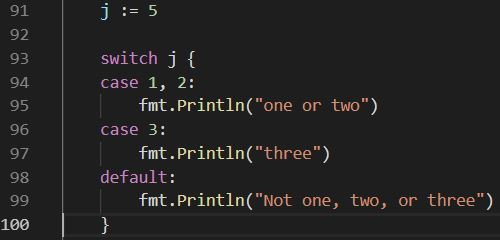 91 j := 5
92
93 switch j {
94 case 1, 2:
95 fmt.Println("one or two")
96 case 3:
97 fmt.Println("three")
98 default:
99 fmt.Println("Not one, two, or three")
100 }